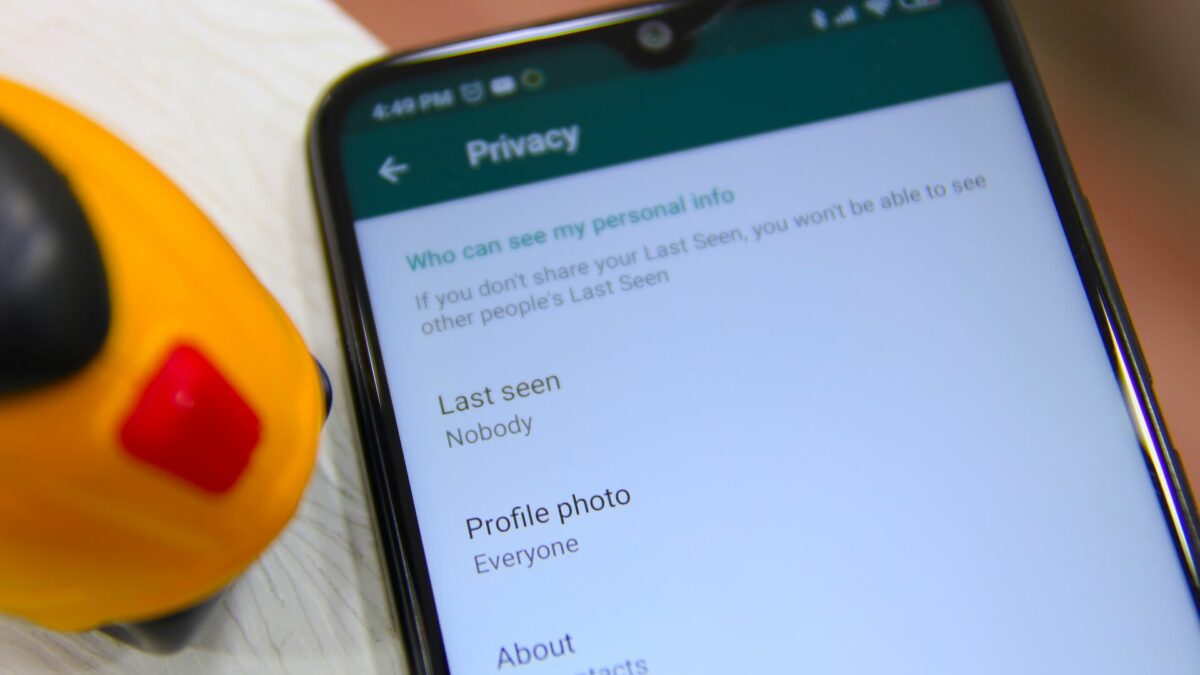 4:49 PM
Privacy
Who can see my personal info
If you don't share your Last Seen, you won't be able to see
other people's Last Seen
Last seen
Nobody
Profile photo
Everyone
About